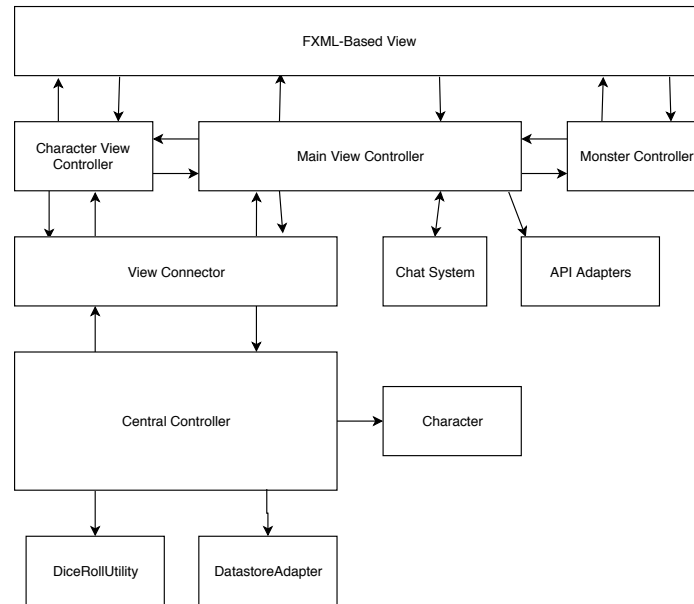 FXML-Based View
Character View
Controller
Main View Controller
Monster Controller
View Connector
Chat System
API Adapters
Central Controller
Character
DiceRollUtility
DatastoreAdapter